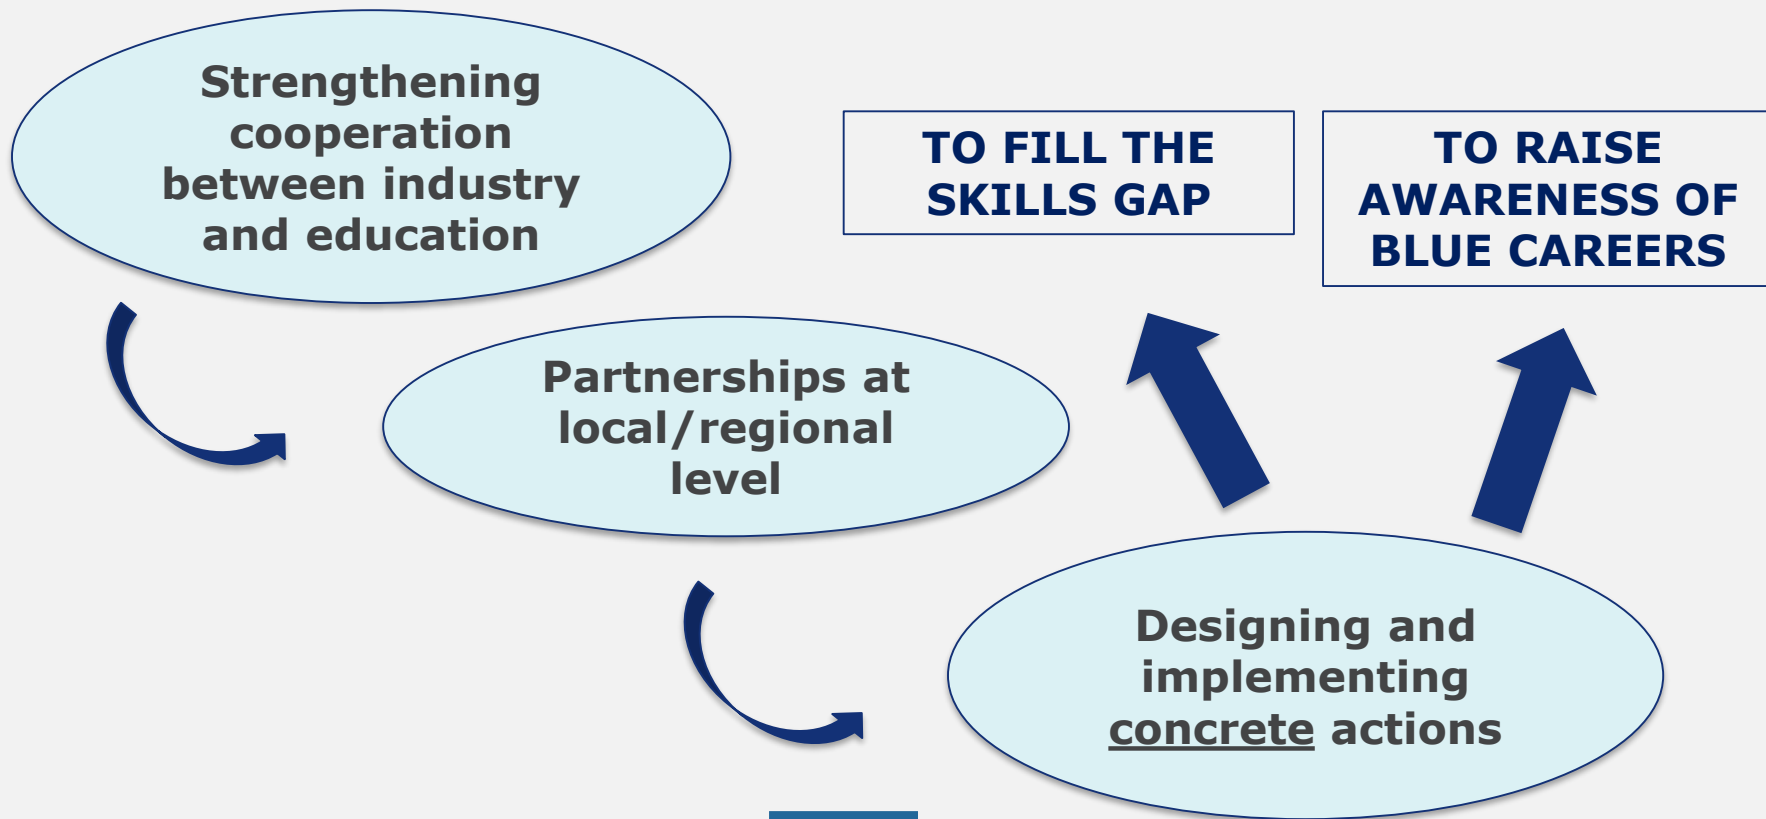 Strengthening
cooperation
between industry
and education
TO FILL THE
SKILLS GAP
TO RAISE
AWARENESS OF
BLUE CAREERS
Partnerships at
local/regional
level
Designing and
implementing
concrete actions